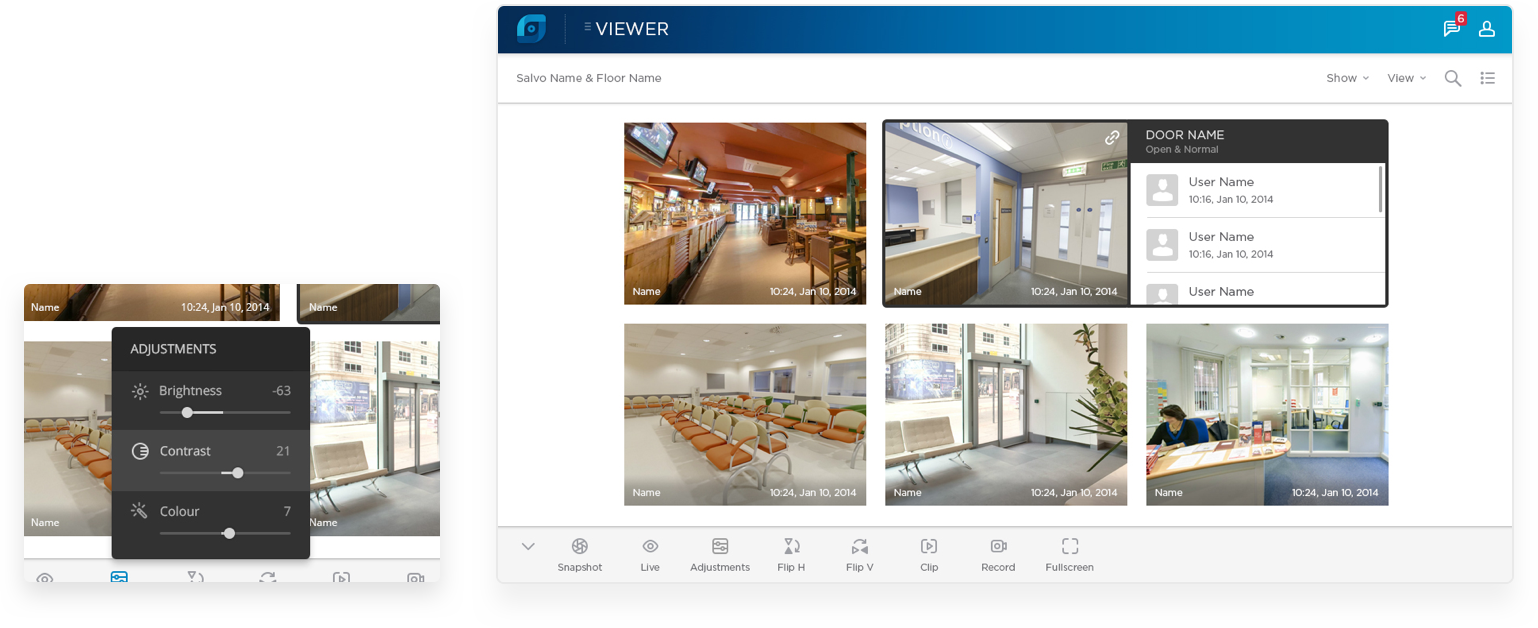 Name 10:24, Jan 10, 2014 Name
ADJUSTMENTS
Brightness -63
Contrast 21
Colour 7
Name
Name
VIEWER 6
Salvo Name & Floor Name Show View
Name 10:24, Jan 10, 2014
ption
Name 10:24, Jan 10, 2014
DOOR NAME
Open & Normal
User Name
10:16, Jan 10, 2014
User Name
10:16, Jan 10, 2014
User Name
Name 10:24, Jan 10, 2014
Name 10:24, Jan 10, 2014
Name 10:24, Jan 10, 2014
Snapshot Live Adjustments Flip H Flip V Clip Record Fullscreen